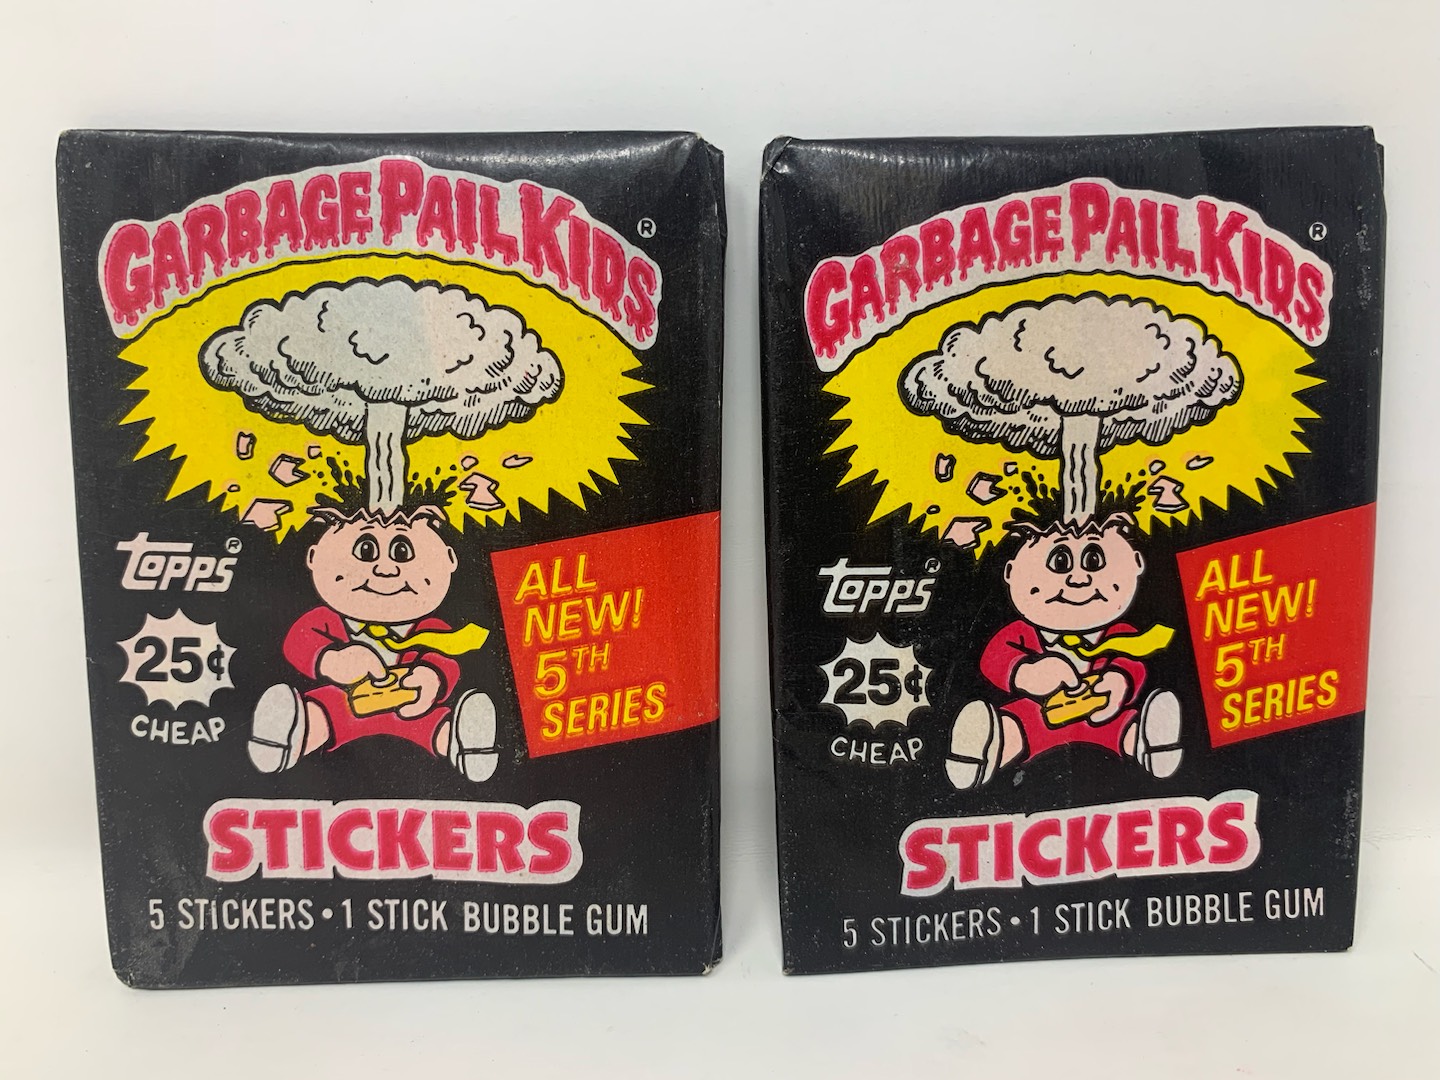 GARBAGE PAIL KIDS ®
TOPPS ®
25¢
CHEAP
ALL
NEW!
5TH
SERIES
STICKERS
5 STICKERS • 1 STICK BUBBLE GUM
GARBAGE PAIL KIDS ®
TOPPS ®
25¢
CHEAP
ALL
NEW!
5TH
SERIES
STICKERS
5 STICKERS • 1 STICK BUBBLE GUM